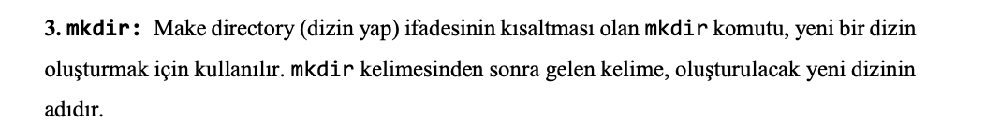 3. mkdir: Make directory (dizin yap) ifadesinin kısaltması olan mkdir komutu, yeni bir dizin
oluşturmak için kullanılır. mkdir kelimesinden sonra gelen kelime, oluşturulacak yeni dizinin
adıdır.